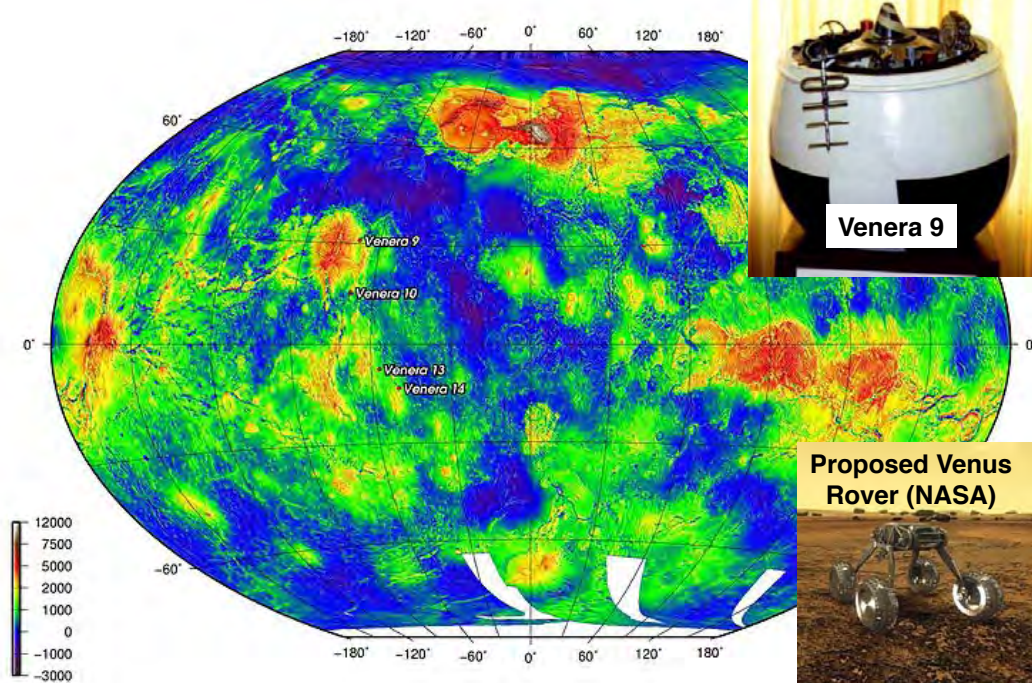 -180° -120° -60° 0° 60° 120° 180°
60°
Venera 9
Venera 9
Venera 10
0°
0
Venera 13
Venera 14
Proposed Venus
Rover (NASA)
12000
7500
5000
2000
1000
0
-1000
-3000
-60°
-180° -120° -60° 0° 60° 120° 180°